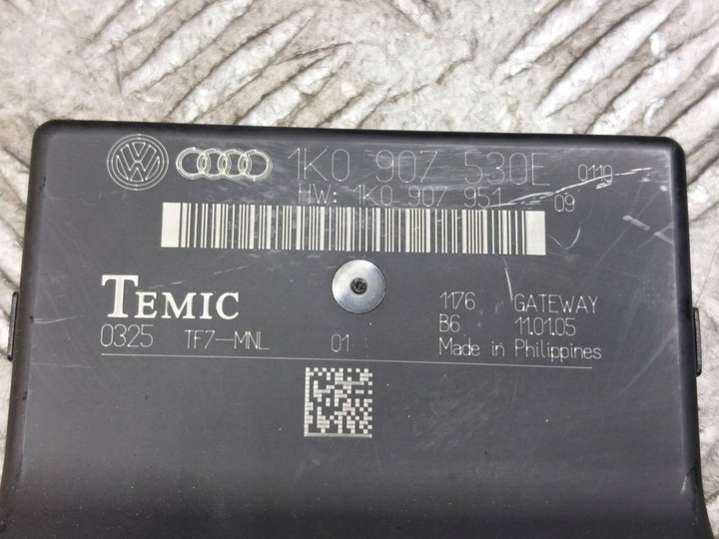 1K0 907 530E 0110
HW: 1K0 907 951 09
TEMIC
0325 TF7-MNL 01
1176 GATEWAY
B6 11.01.05
Made in Philippines